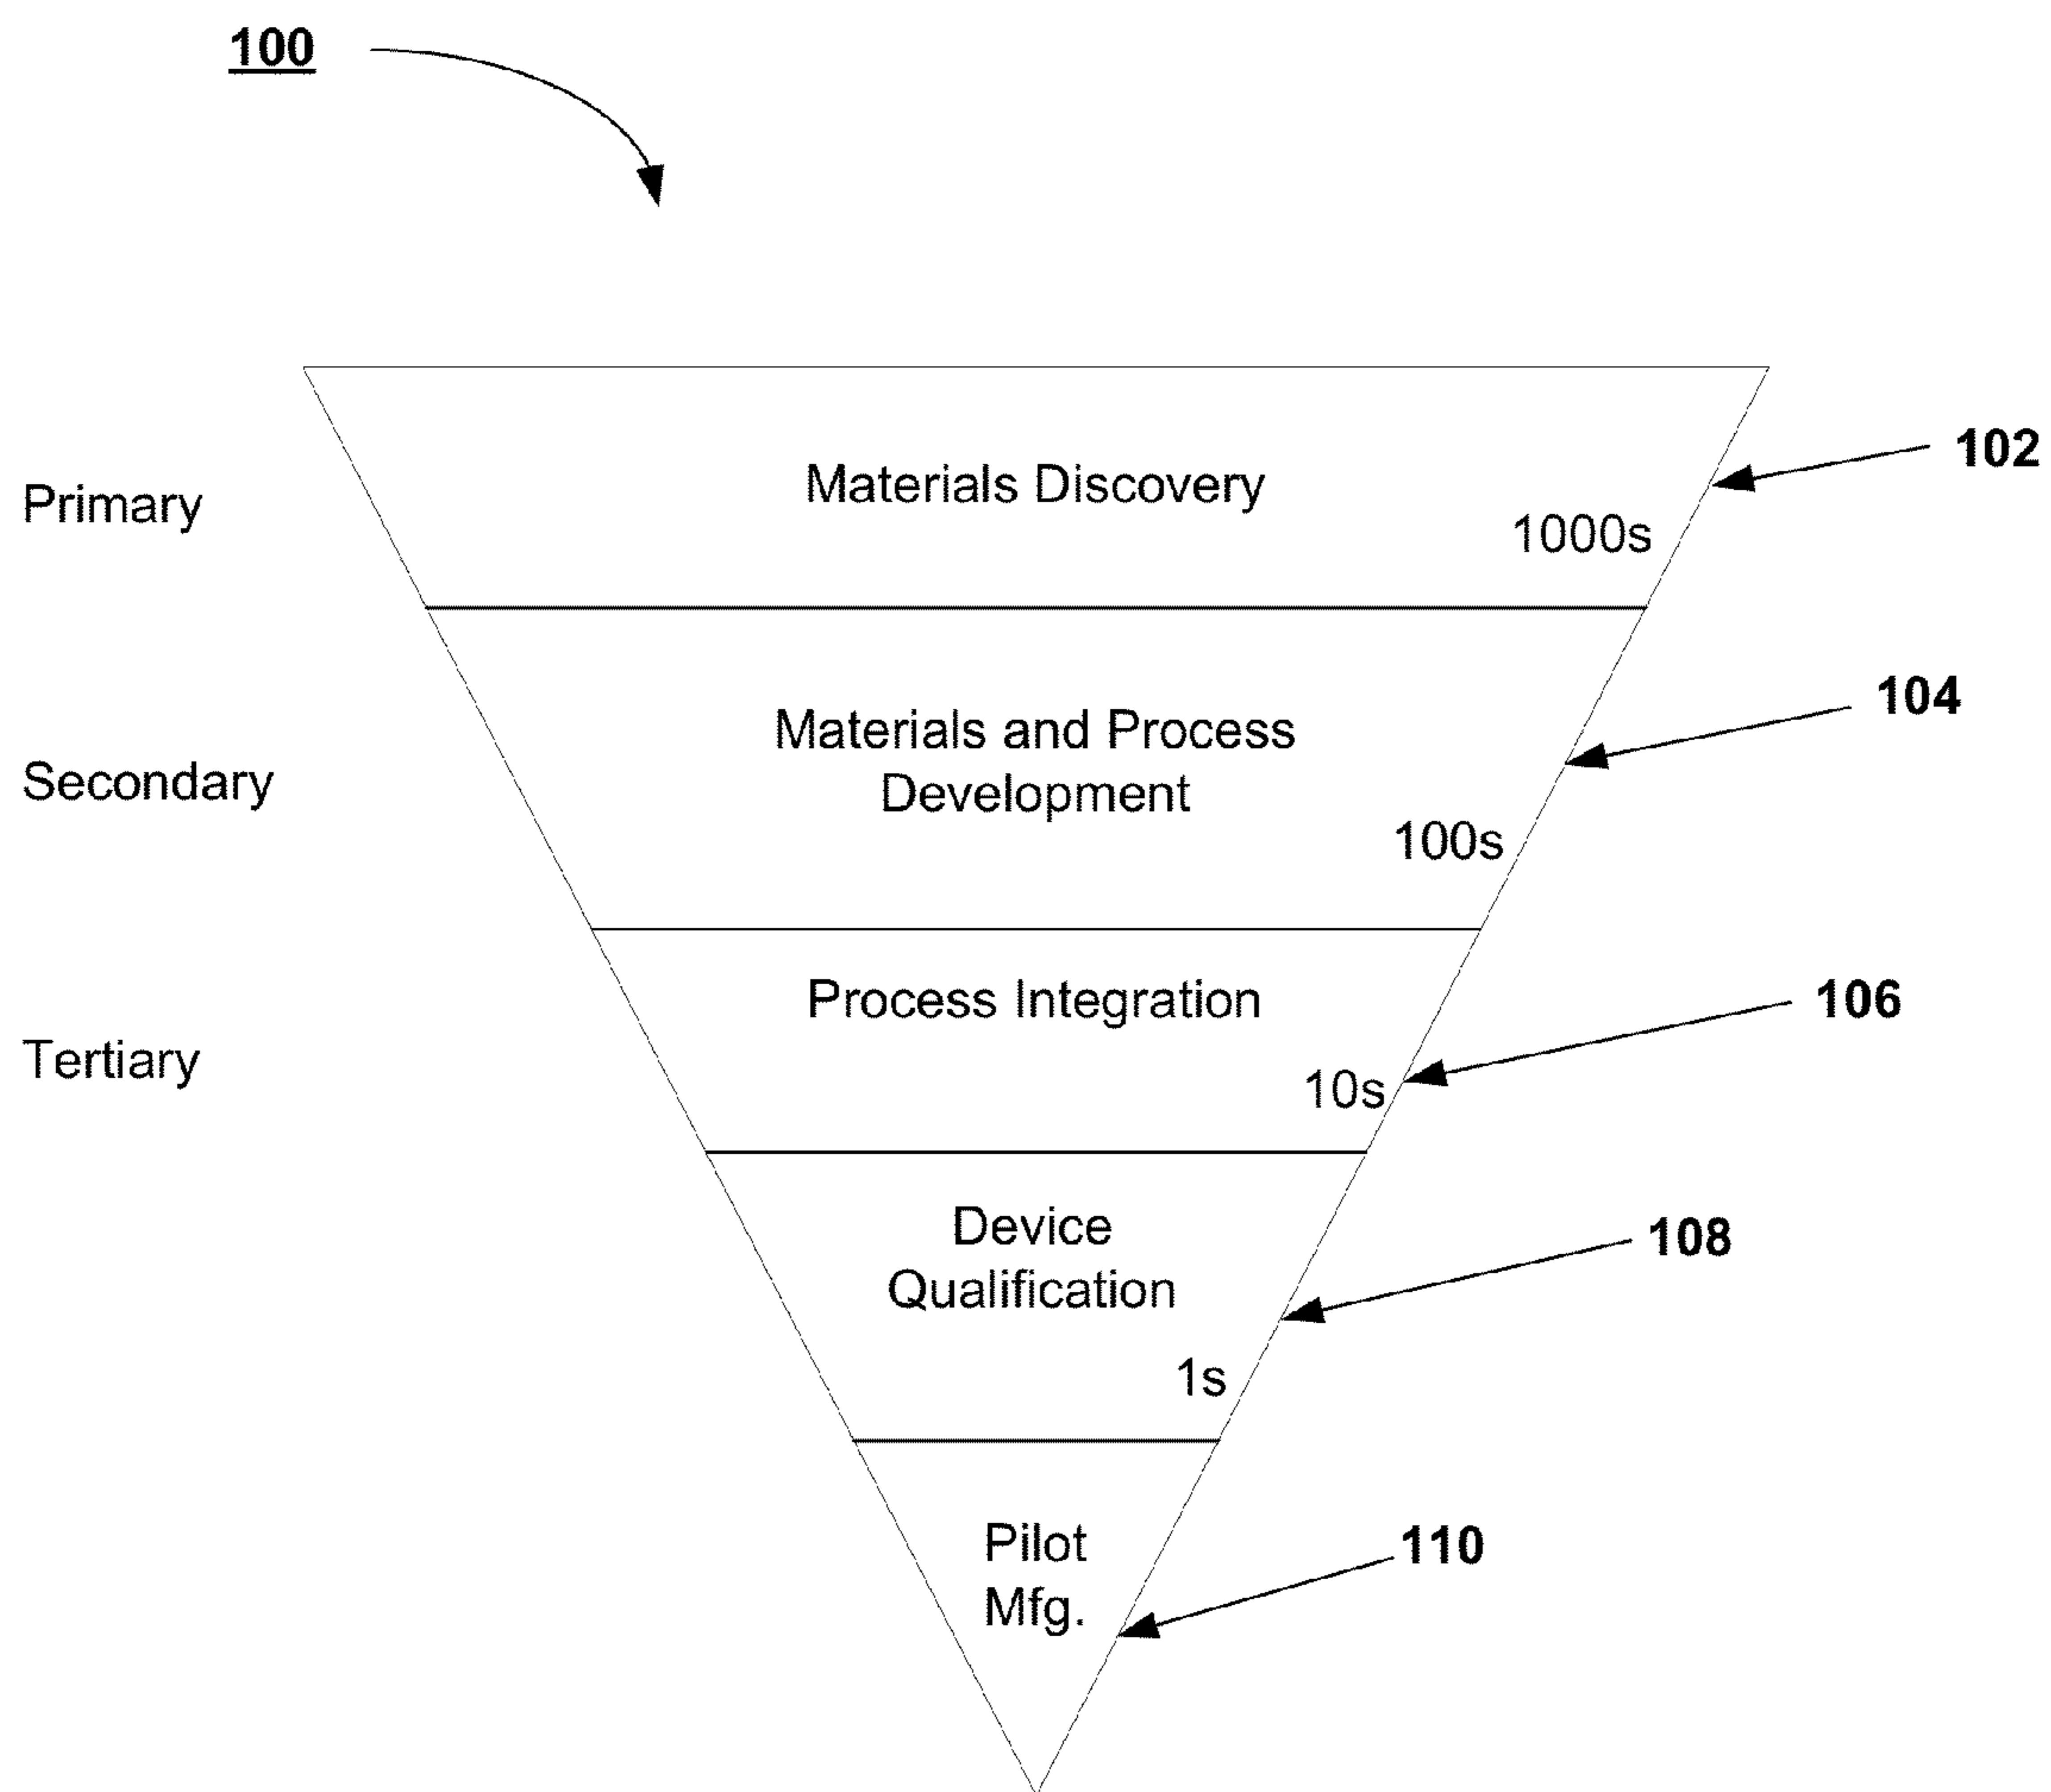 100
102
Materials Discovery
Primary
1000s
104
Materials and Process
Secondary
Development
100s
106
Process Integration
Tertiary
10s
108
Device
Qualification
1s
110
Pilot
Mfg.